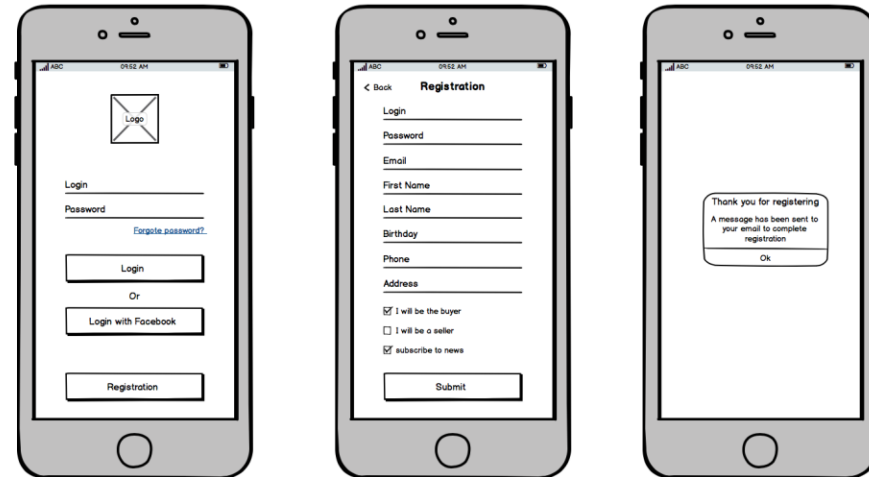 ABC 09:52 AM
Logo
Login
Password
Forgote password?
Login
Or
Login with Facebook
Registration
ABC 09:52 AM
< Back Registration
Login
Password
Email
First Name
Last Name
Birthday
Phone
Address
I will be the buyer
I will be a seller
subscribe to news
Submit
ABC 09:52 AM
Thank you for registering
A message has been sent to
your email to complete
registration
Ok